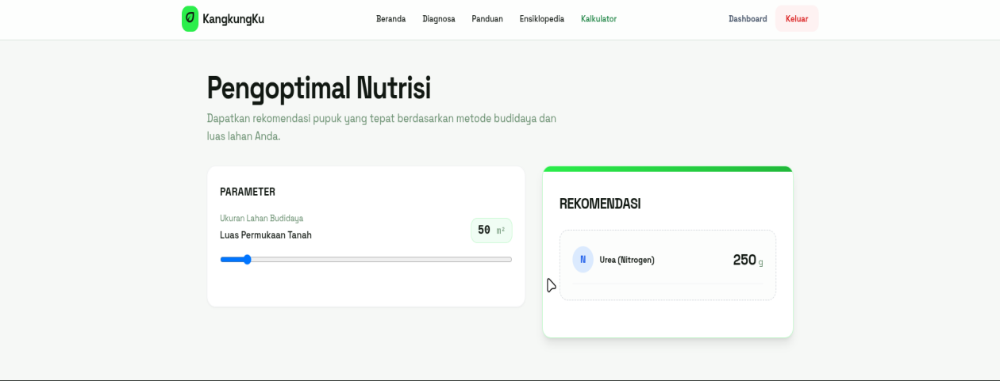 KangkungKu
Beranda Diagnosa Panduan Ensiklopedia Kalkulator
Dashboard Keluar
Pengoptimal Nutrisi
Dapatkan rekomendasi pupuk yang tepat berdasarkan metode budidaya dan
luas lahan Anda.
PARAMETER
Ukuran Lahan Budidaya
Luas Permukaan Tanah
50 m²
REKOMENDASI
N Urea (Nitrogen) 250 g